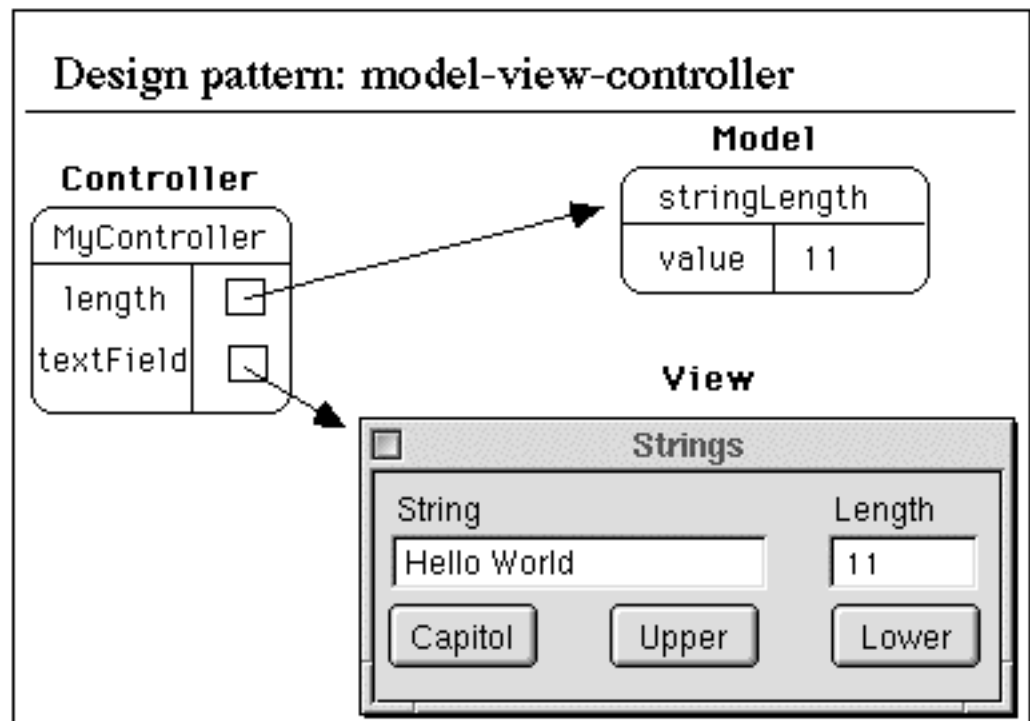 Design pattern: model-view-controller
Model
Controller
stringLength
MyController
value 11
length
textField
View
Strings
String Length
Hello World 11
Capitol Upper Lower